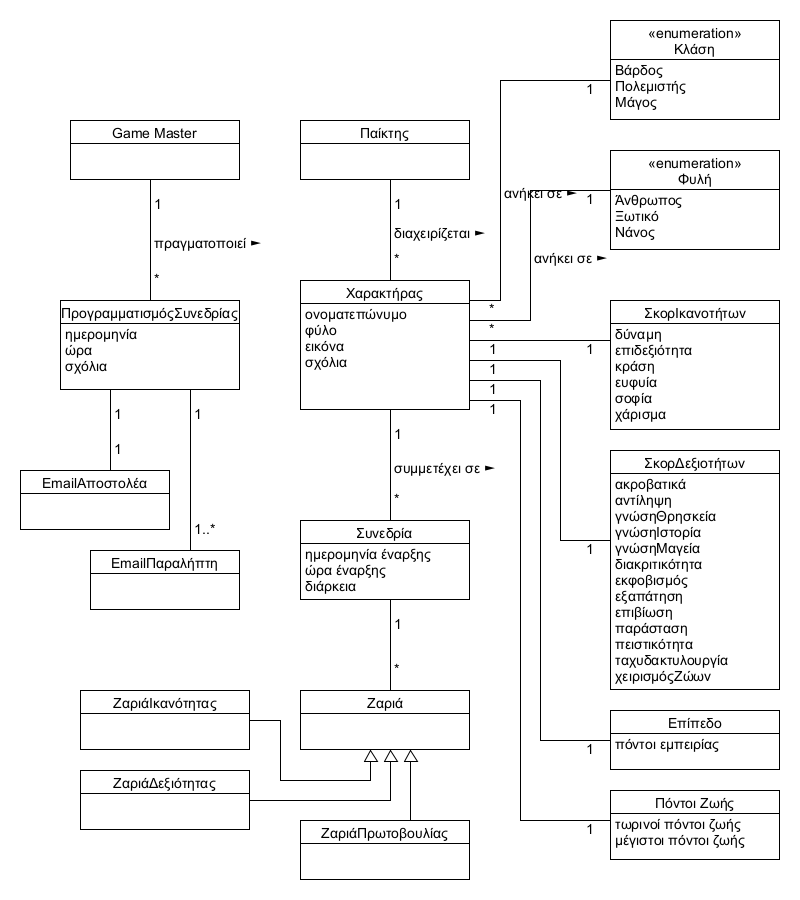 «enumeration»
Κλάση
Βάρδος
Πολεμιστής
Μάγος
1
Game Master
Παίκτης
«enumeration»
Φυλή
Άνθρωπος
Ξωτικό
Νάνος
ανήκει σε ►
1
1
1
διαχειρίζεται ►
πραγματοποιεί ►
ανήκει σε ►
*
*
ΠρογραμματισμόςΣυνεδρίας
ημερομηνία
ώρα
σχόλια
Χαρακτήρας
ονοματεπώνυμο
φύλο
εικόνα
σχόλια
*
*
1
1
1
1
ΣκορΙκανοτήτων
δύναμη
επιδεξιότητα
κράση
ευφυία
σοφία
χάρισμα
1
1
1
1
1
EmailΑποστολέα
1..*
EmailΠαραλήπτη
1
συμμετέχει σε ►
*
ΣκορΔεξιοτήτων
ακροβατικά
αντίληψη
γνώσηΘρησκεία
γνώσηΙστορία
γνώσηΜαγεία
διακριτικότητα
εκφοβισμός
εξαπάτηση
επιβίωση
παράσταση
πειστικότητα
ταχυδακτυλουργία
χειρισμόςΖώων
1
Συνεδρία
ημερομηνία έναρξης
ώρα έναρξης
διάρκεια
1
*
ΖαριάΙκανότητας
Ζαριά
Επίπεδο
πόντοι εμπειρίας
1
ΖαριάΔεξιότητας
ΖαριάΠρωτοβουλίας
Πόντοι Ζωής
τωρινοί πόντοι ζωής
μέγιστοι πόντοι ζωής
1